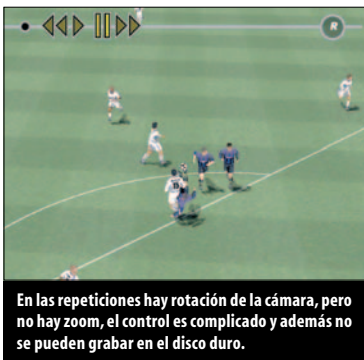 R
En las repeticiones hay rotación de la cámara, pero
no hay zoom, el control es complicado y además no
se pueden grabar en el disco duro.